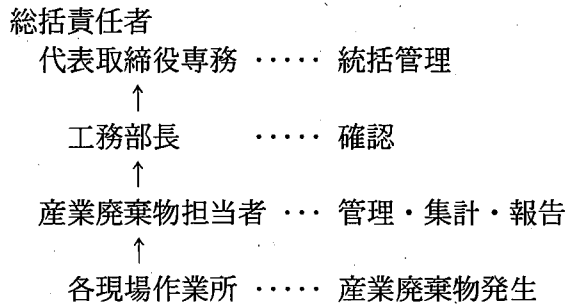 総括責任者
代表取締役専務 ····· 統括管理
↑
工務部長 ····· 確認
↑
産業廃棄物担当者 ··· 管理・集計・報告
↑
各現場作業所 ····· 産業廃棄物発生